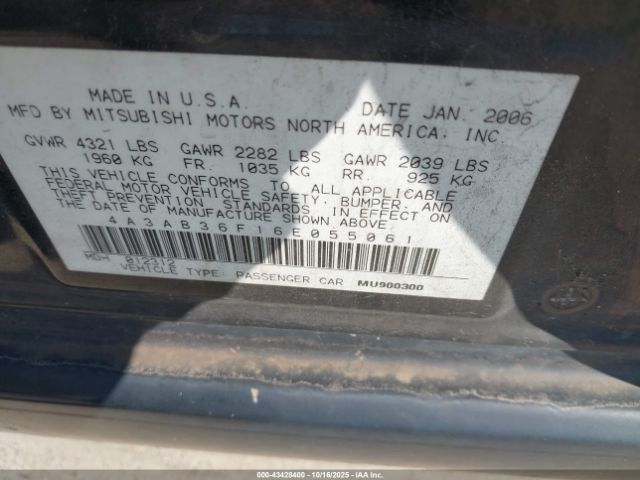 MADE IN U.S.A. DATE JAN. 2006
MFD BY MITSUBISHI MOTORS NORTH AMERICA, INC
GVWR 4321 LBS GAWR 2282 LBS GAWR 2039 LBS
1960 KG FR. 1035 KG RR. 925 KG
THIS VEHICLE CONFORMS TO ALL APPLICABLE
FEDERAL MOTOR VEHICLE SAFETY, BUMPER, AND
THEFT PREVENTION STANDARDS IN EFFECT ON
THE DATE OF MANUFACTURE SHOWN ABOVE.
4A3AB36F16E055061
MDH 012312
VEHICLE TYPE: PASSENGER CAR MU900300
000-43428400 | 10/16/2025 | IAA Inc.